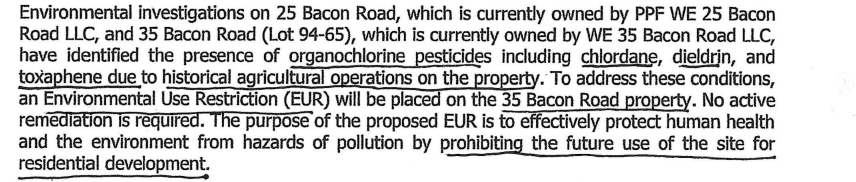 Environmental investigations on 25 Bacon Road, which is currently owned by PPF WE 25 Bacon
Road LLC, and 35 Bacon Road (Lot 94-65), which is currently owned by WE 35 Bacon Road LLC,
have identified the presence of organochlorine pesticides including chlordane, dieldrin, and
toxaphene due to historical agricultural operations on the property. To address these conditions,
an Environmental Use Restriction (EUR) will be placed on the 35 Bacon Road property. No active
remediation is required. The purpose of the proposed EUR is to effectively protect human health
and the environment from hazards of pollution by prohibiting the future use of the site for
residential development.